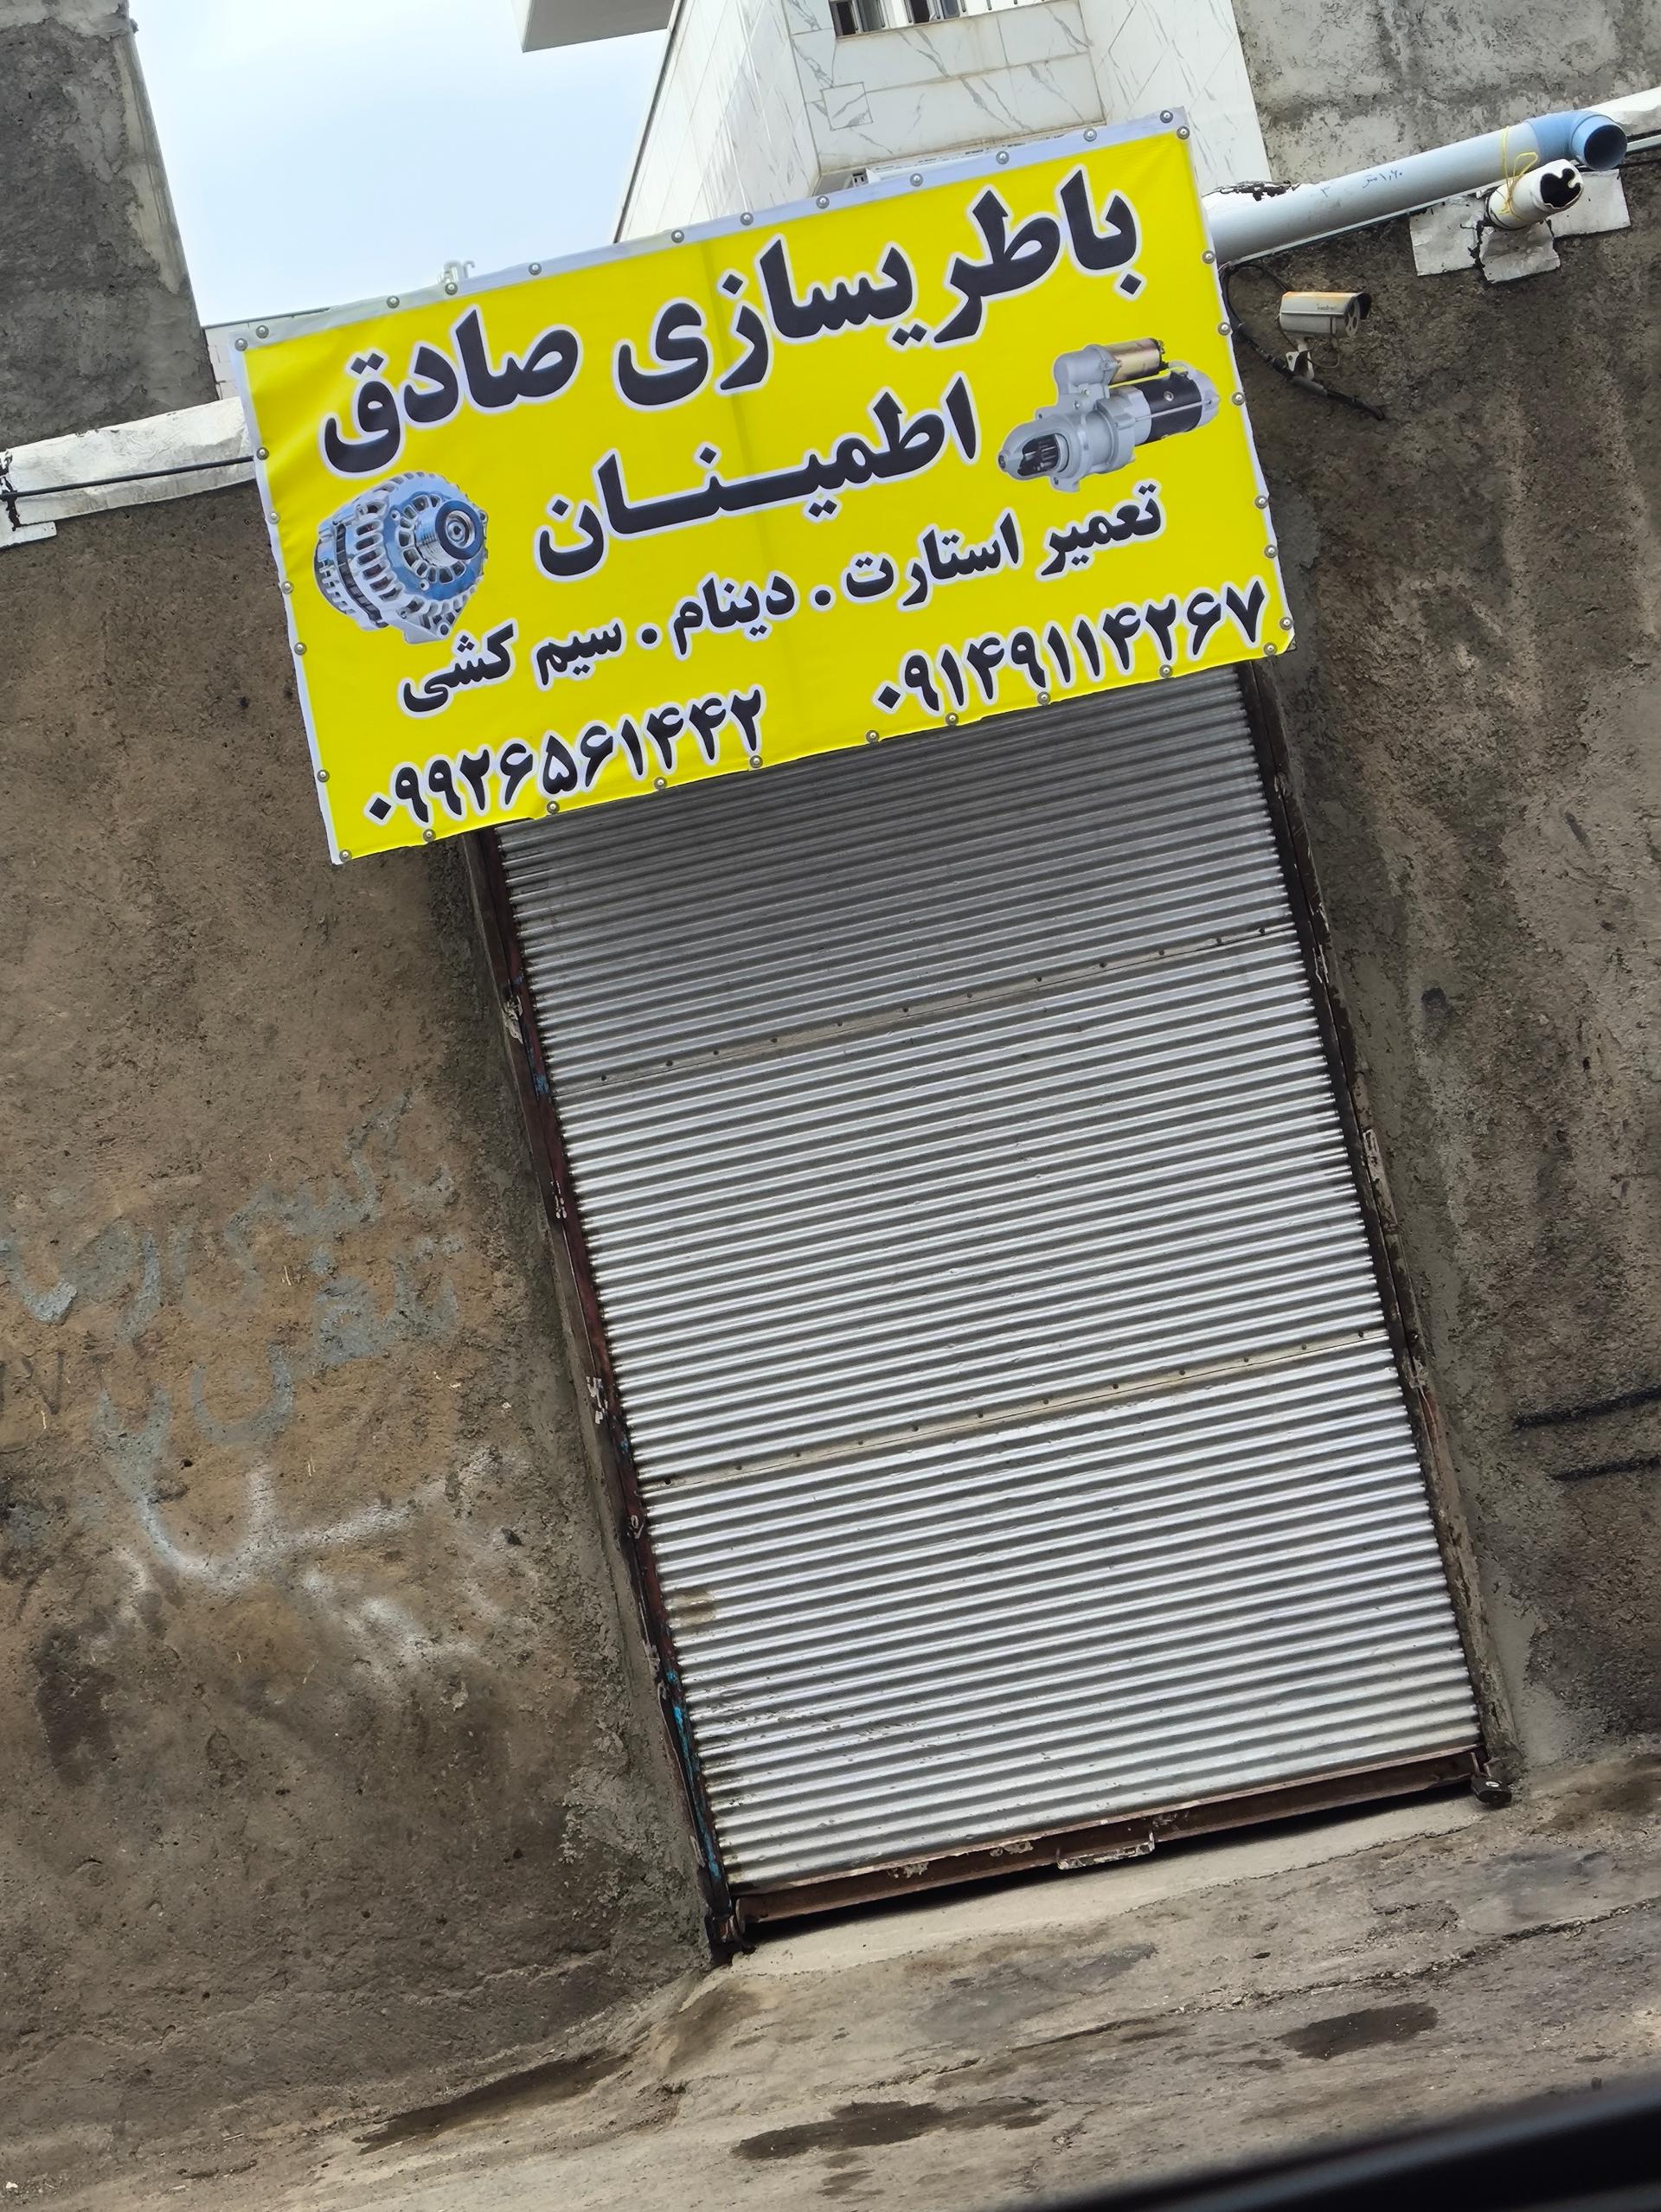 باطریسازی صادق
اطمینان
تعمیر استارت . دینام . سیم کشی
۰۹۱۴۹۱۱۴۲۶۷
۰۹۹۲۶۵۶۱۴۴۲